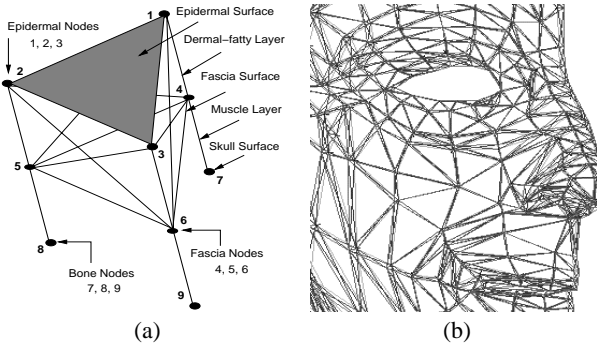 1
Epidermal Surface
Epidermal Nodes
1, 2, 3
Dermal-fatty Layer
2
Fascia Surface
4
Muscle Layer
Skull Surface
5
3
7
6
8
Bone Nodes
7, 8, 9
Fascia Nodes
4, 5, 6
9
(a)
(b)